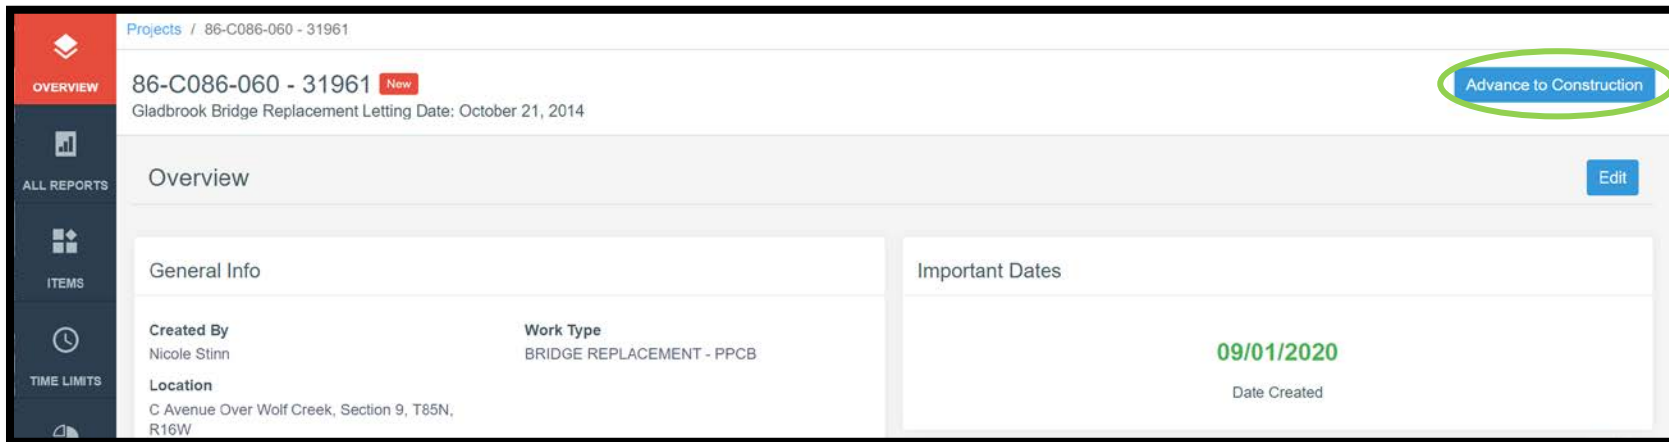 Projects / 86-C086-060 - 31961
86-C086-060 - 31961 New
Gladbrook Bridge Replacement Letting Date: October 21, 2014
Advance to Construction
OVERVIEW
ALL REPORTS
ITEMS
TIME LIMITS
Overview
Edit
General Info
Created By
Nicole Stinn
Work Type
BRIDGE REPLACEMENT - PPCB
Location
C Avenue Over Wolf Creek, Section 9, T85N,
R16W
Important Dates
09/01/2020
Date Created